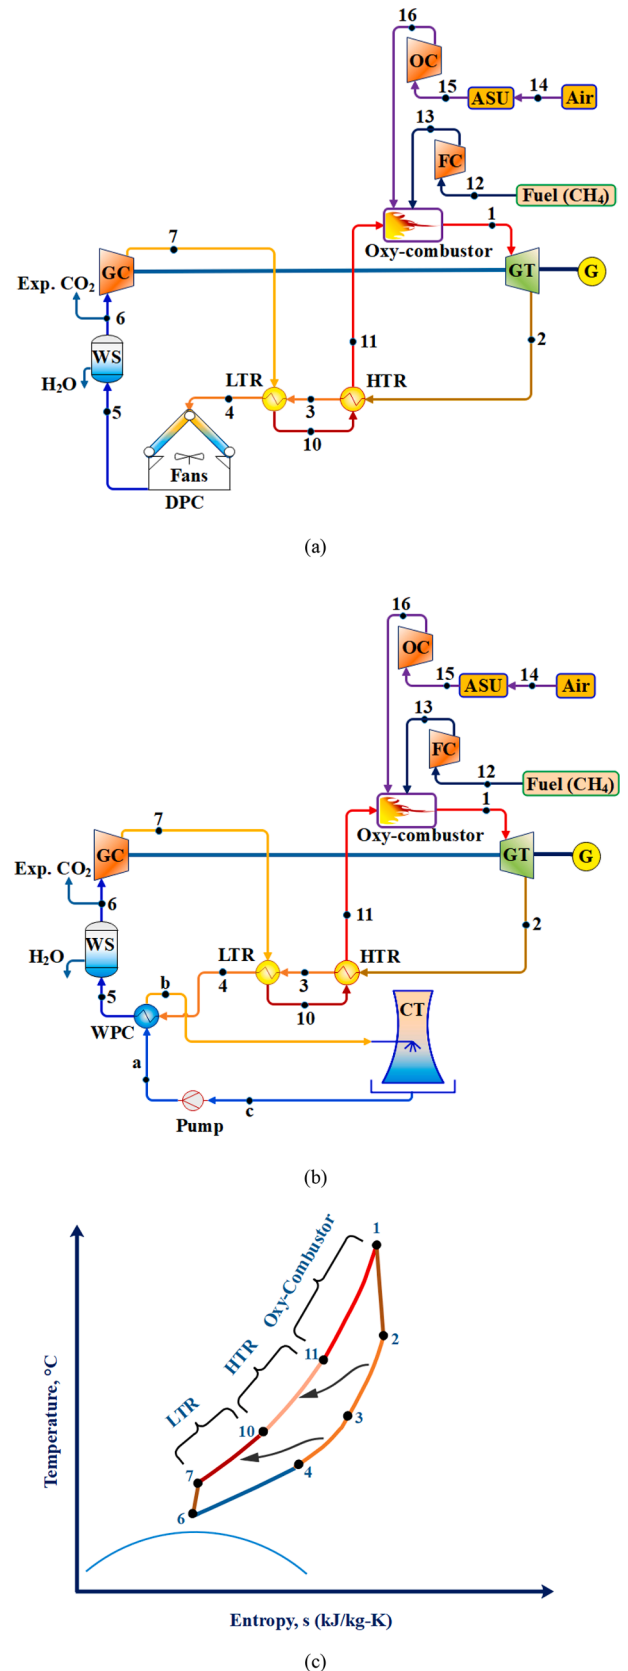 16
OC
15
14
ASU
Air
13
FC
12
Fuel (CH₄)
1
7
Oxy-combustor
GC
GT
G
Exp. CO₂
6
11
2
WS
H₂O
LTR
HTR
5
4
3
10
Fans
DPC
(a)
16
OC
15
14
ASU
Air
13
FC
12
Fuel (CH₄)
1
7
Oxy-combustor
GC
GT
G
Exp. CO₂
6
11
2
WS
H₂O
LTR
HTR
b
4
3
5
10
WPC
CT
a
c
Pump
(b)
1
Oxy-Combustor
2
HTR
11
LTR
3
10
4
7
6
Temperature, °C
Entropy, s (kJ/kg-K)
(c)